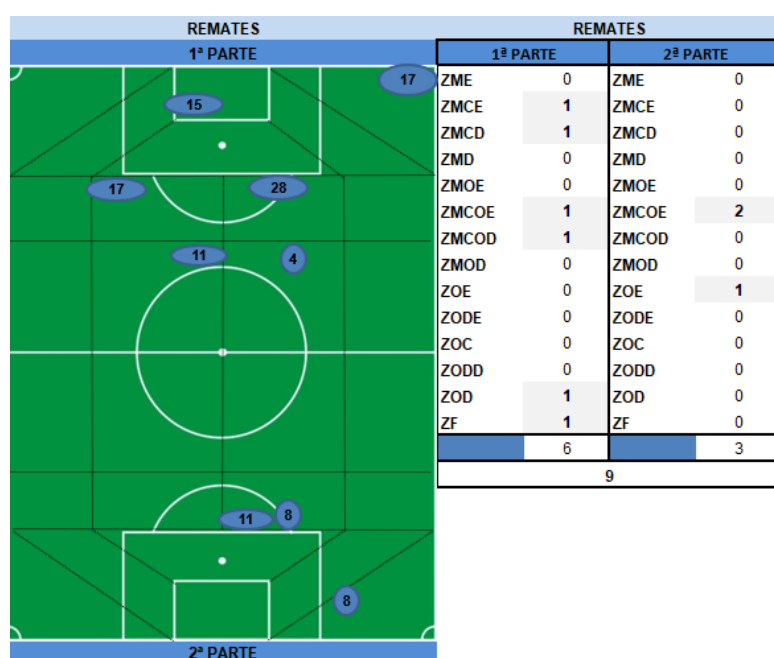 REMATES
1ª PARTE
17
15
17
28
11
4
11
8
8
2ª PARTE
REMATES
1ª PARTE 2ª PARTE
ZME 0 ZME 0
ZMCE 1 ZMCE 0
ZMCD 1 ZMCD 0
ZMD 0 ZMD 0
ZMOE 0 ZMOE 0
ZMCOE 1 ZMCOE 2
ZMCOD 1 ZMCOD 0
ZMOD 0 ZMOD 0
ZOE 0 ZOE 1
ZODE 0 ZODE 0
ZOC 0 ZOC 0
ZODD 0 ZODD 0
ZOD 1 ZOD 0
ZF 1 ZF 0
6 3
9